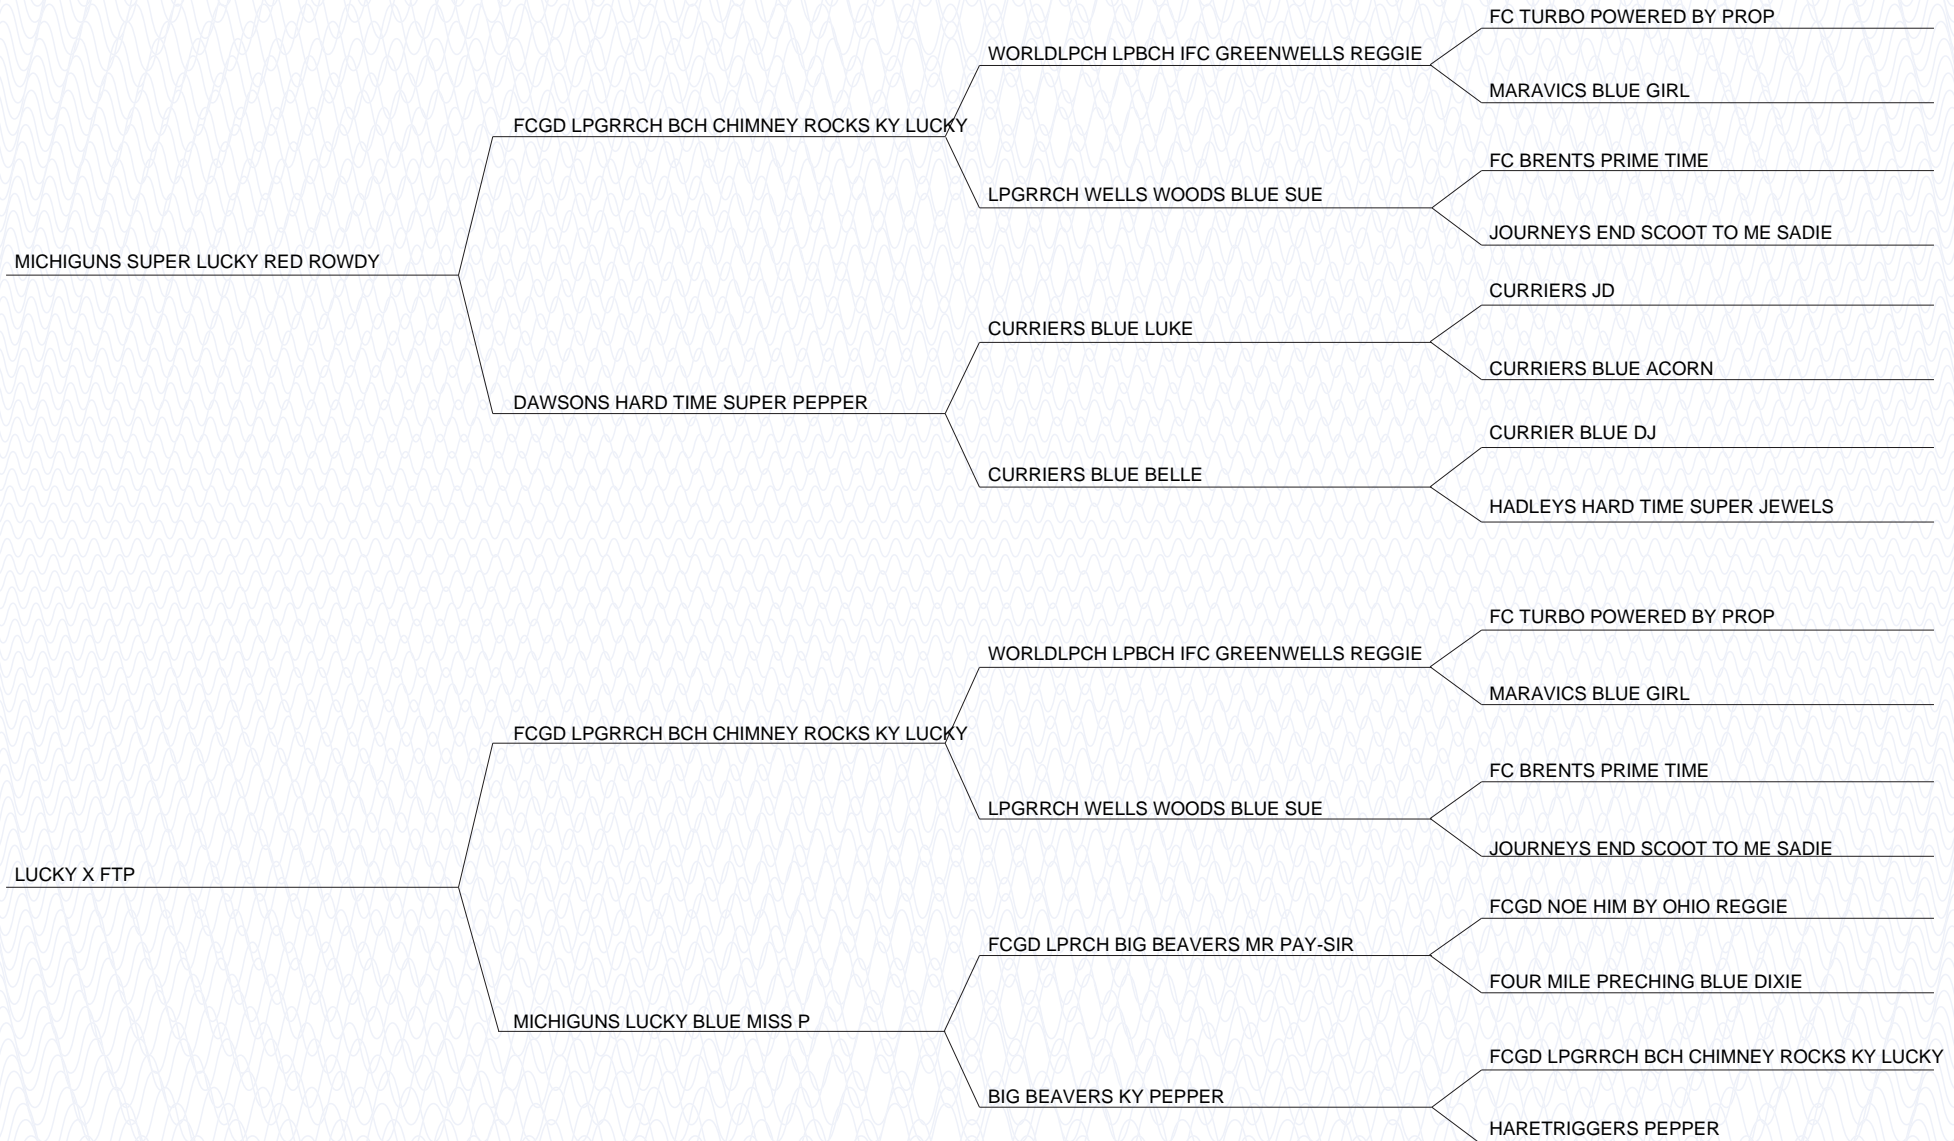 FC TURBO POWERED BY PROP
WORLDLPCH LPBCH IFC GREENWELLS REGGIE
MARAVICS BLUE GIRL
FCGD LPGRRCH BCH CHIMNEY ROCKS KY LUCKY
FC BRENTS PRIME TIME
LPGRRCH WELLS WOODS BLUE SUE
JOURNEYS END SCOOT TO ME SADIE
MICHIGUNS SUPER LUCKY RED ROWDY
CURRIERS JD
CURRIERS BLUE LUKE
CURRIERS BLUE ACORN
DAWSONS HARD TIME SUPER PEPPER
CURRIER BLUE DJ
CURRIERS BLUE BELLE
HADLEYS HARD TIME SUPER JEWELS
FC TURBO POWERED BY PROP
WORLDLPCH LPBCH IFC GREENWELLS REGGIE
MARAVICS BLUE GIRL
FCGD LPGRRCH BCH CHIMNEY ROCKS KY LUCKY
FC BRENTS PRIME TIME
LPGRRCH WELLS WOODS BLUE SUE
JOURNEYS END SCOOT TO ME SADIE
LUCKY X FTP
FCGD NOE HIM BY OHIO REGGIE
FCGD LPRCH BIG BEAVERS MR PAY-SIR
FOUR MILE PRECHING BLUE DIXIE
MICHIGUNS LUCKY BLUE MISS P
FCGD LPGRRCH BCH CHIMNEY ROCKS KY LUCKY
BIG BEAVERS KY PEPPER
HARETRIGGERS PEPPER